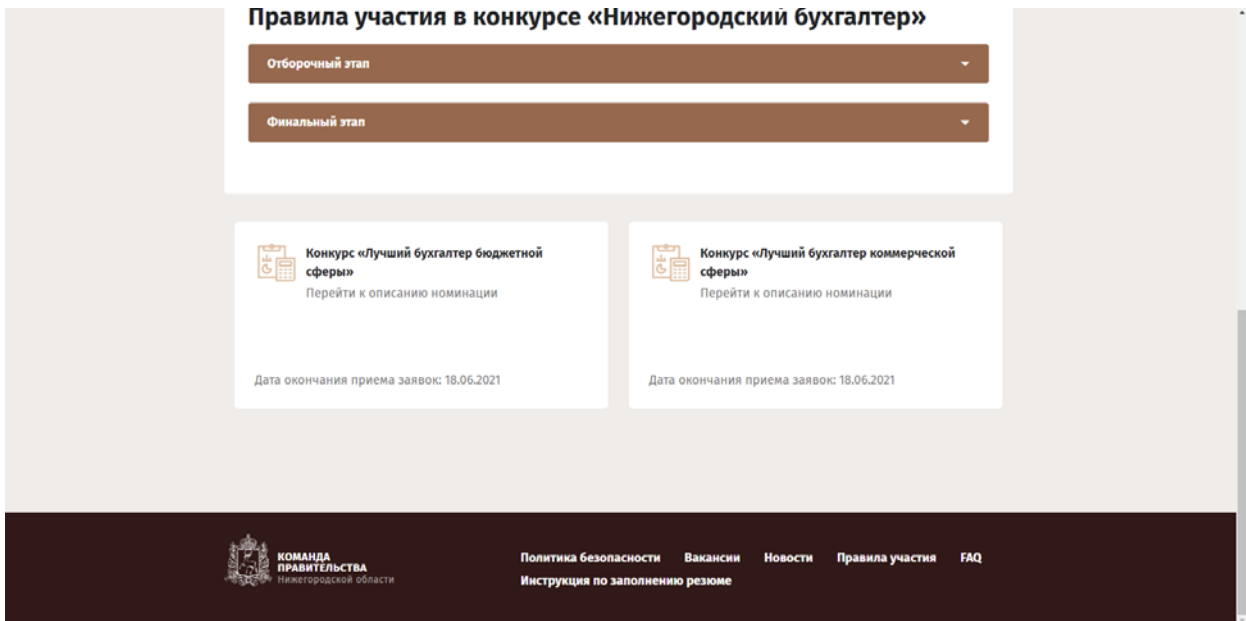 Правила участия в конкурсе «Нижегородский бухгалтер»
Отборочный этап
Финальный этап
Конкурс «Лучший бухгалтер бюджетной
сферы»
Перейти к описанию номинации
Дата окончания приема заявок: 18.06.2021
Конкурс «Лучший бухгалтер коммерческой
сферы»
Перейти к описанию номинации
Дата окончания приема заявок: 18.06.2021
КОМАНДА
ПРАВИТЕЛЬСТВА
Нижегородской области
Политика безопасности Вакансии Новости Правила участия FAQ
Инструкция по заполнению резюме